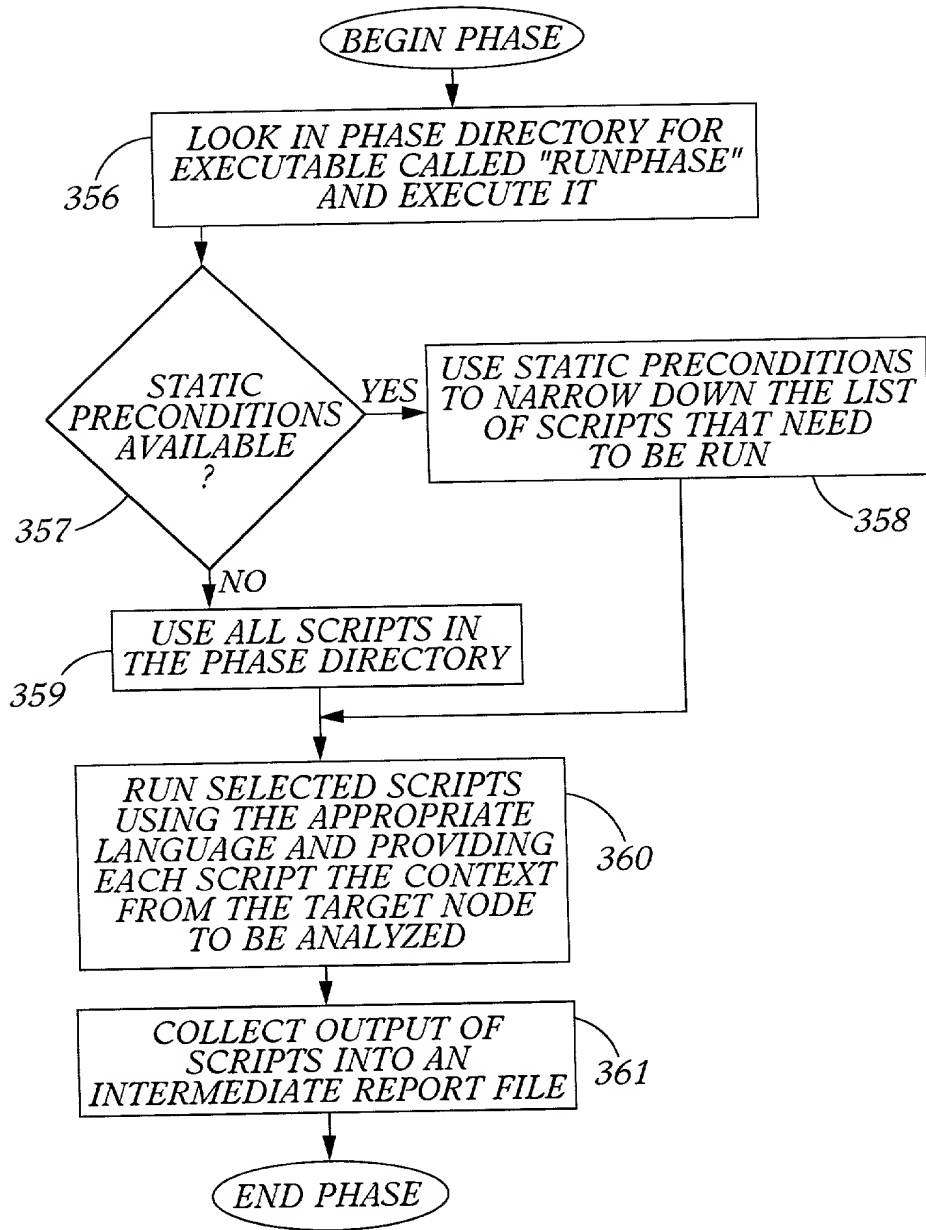 BEGIN PHASE
LOOK IN PHASE DIRECTORY FOR
EXECUTABLE CALLED "RUNPHASE"
AND EXECUTE IT
356
STATIC
PRECONDITIONS
AVAILABLE
?
YES
USE STATIC PRECONDITIONS
TO NARROW DOWN THE LIST
OF SCRIPTS THAT NEED
TO BE RUN
357
358
NO
USE ALL SCRIPTS IN
THE PHASE DIRECTORY
359
RUN SELECTED SCRIPTS
USING THE APPROPRIATE
LANGUAGE AND PROVIDING
EACH SCRIPT THE CONTEXT
FROM THE TARGET NODE
TO BE ANALYZED
360
COLLECT OUTPUT OF
SCRIPTS INTO AN
INTERMEDIATE REPORT FILE
361
END PHASE